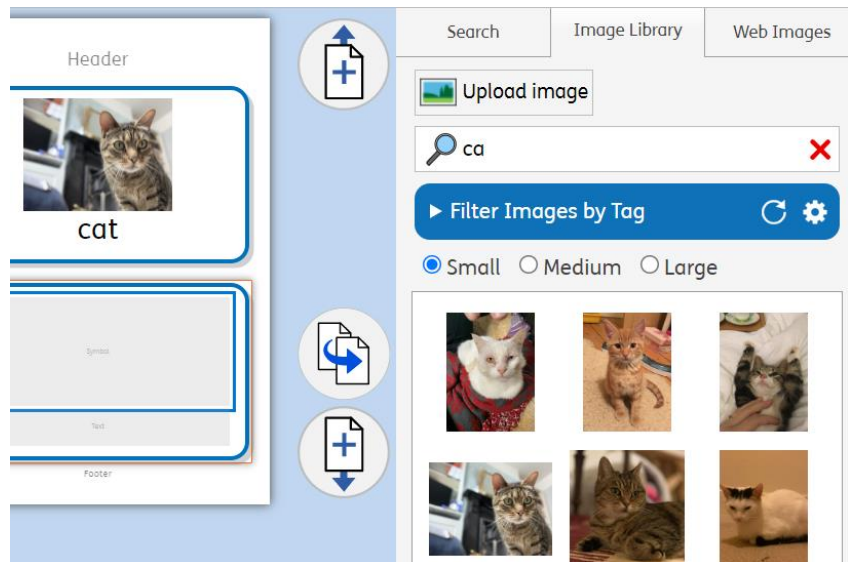 Header
cat
Symbol
Text
Footer
Search
Image Library
Web Images
Upload image
ca
Filter Images by Tag
Small
Medium
Large